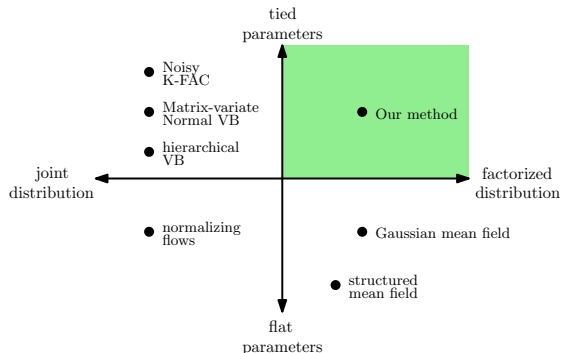 tied
parameters
Noisy
K-FAC
Matrix-variate
Normal VB
Our method
hierarchical
VB
joint
distribution
factorized
distribution
normalizing
flows
Gaussian mean field
structured
mean field
flat
parameters